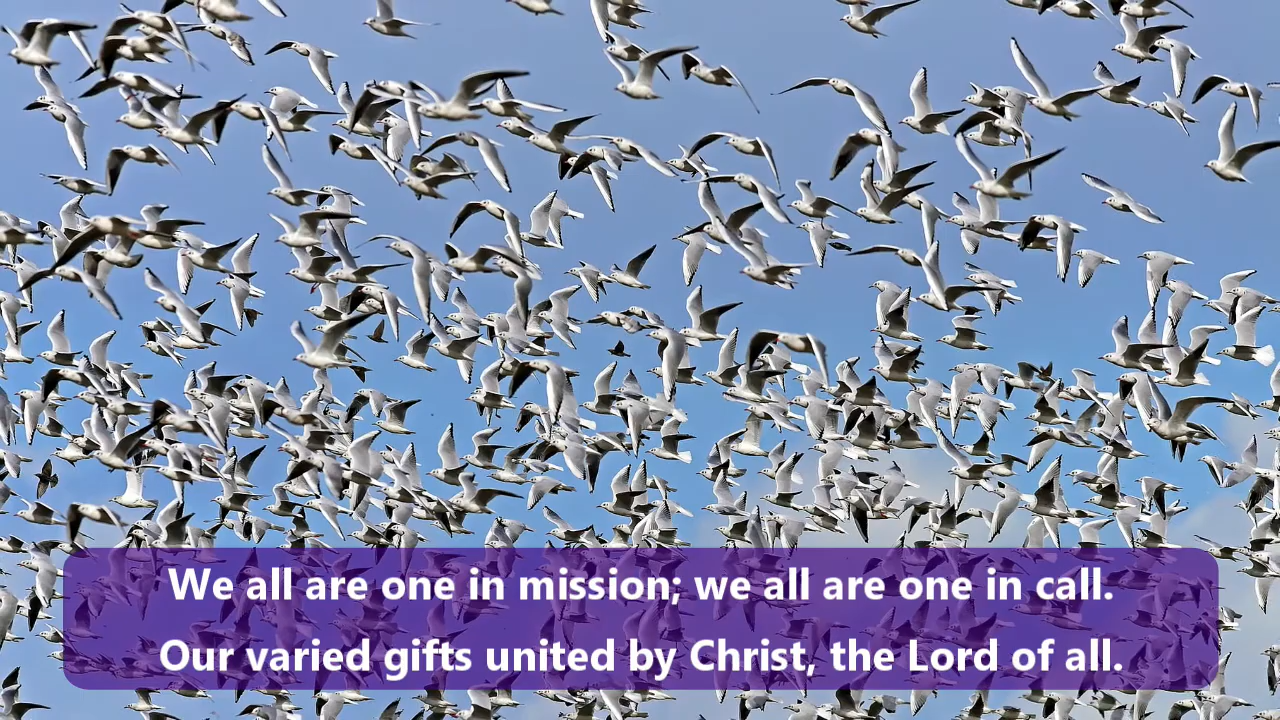 We all are one in mission; we all are one in call.
Our varied gifts united by Christ, the Lord of all.